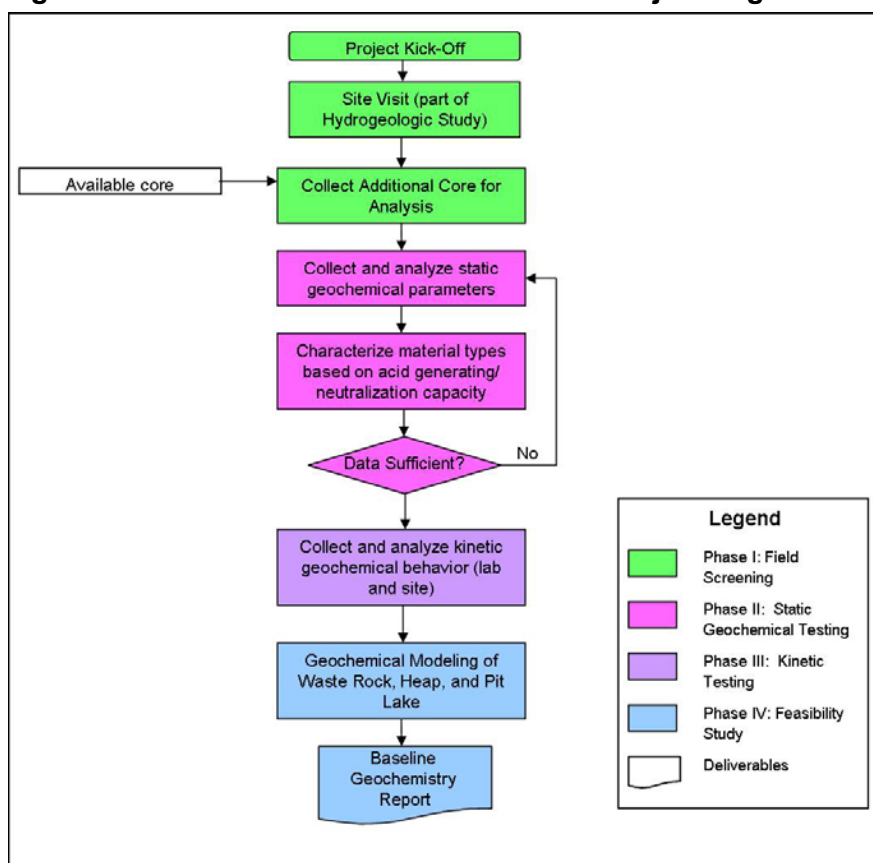 Project Kick-Off
Site Visit (part of
Hydrogeologic Study)
Available core
Collect Additional Core for
Analysis
Collect and analyze static
geochemical parameters
Characterize material types
based on acid generating/
neutralization capacity
Data Sufficient?
No
Collect and analyze kinetic
geochemical behavior (lab
and site)
Geochemical Modeling of
Waste Rock, Heap, and Pit
Lake
Baseline
Geochemistry
Report
Legend
Phase I: Field
Screening
Phase II: Static
Geochemical Testing
Phase III: Kinetic
Testing
Phase IV: Feasibility
Study
Deliverables